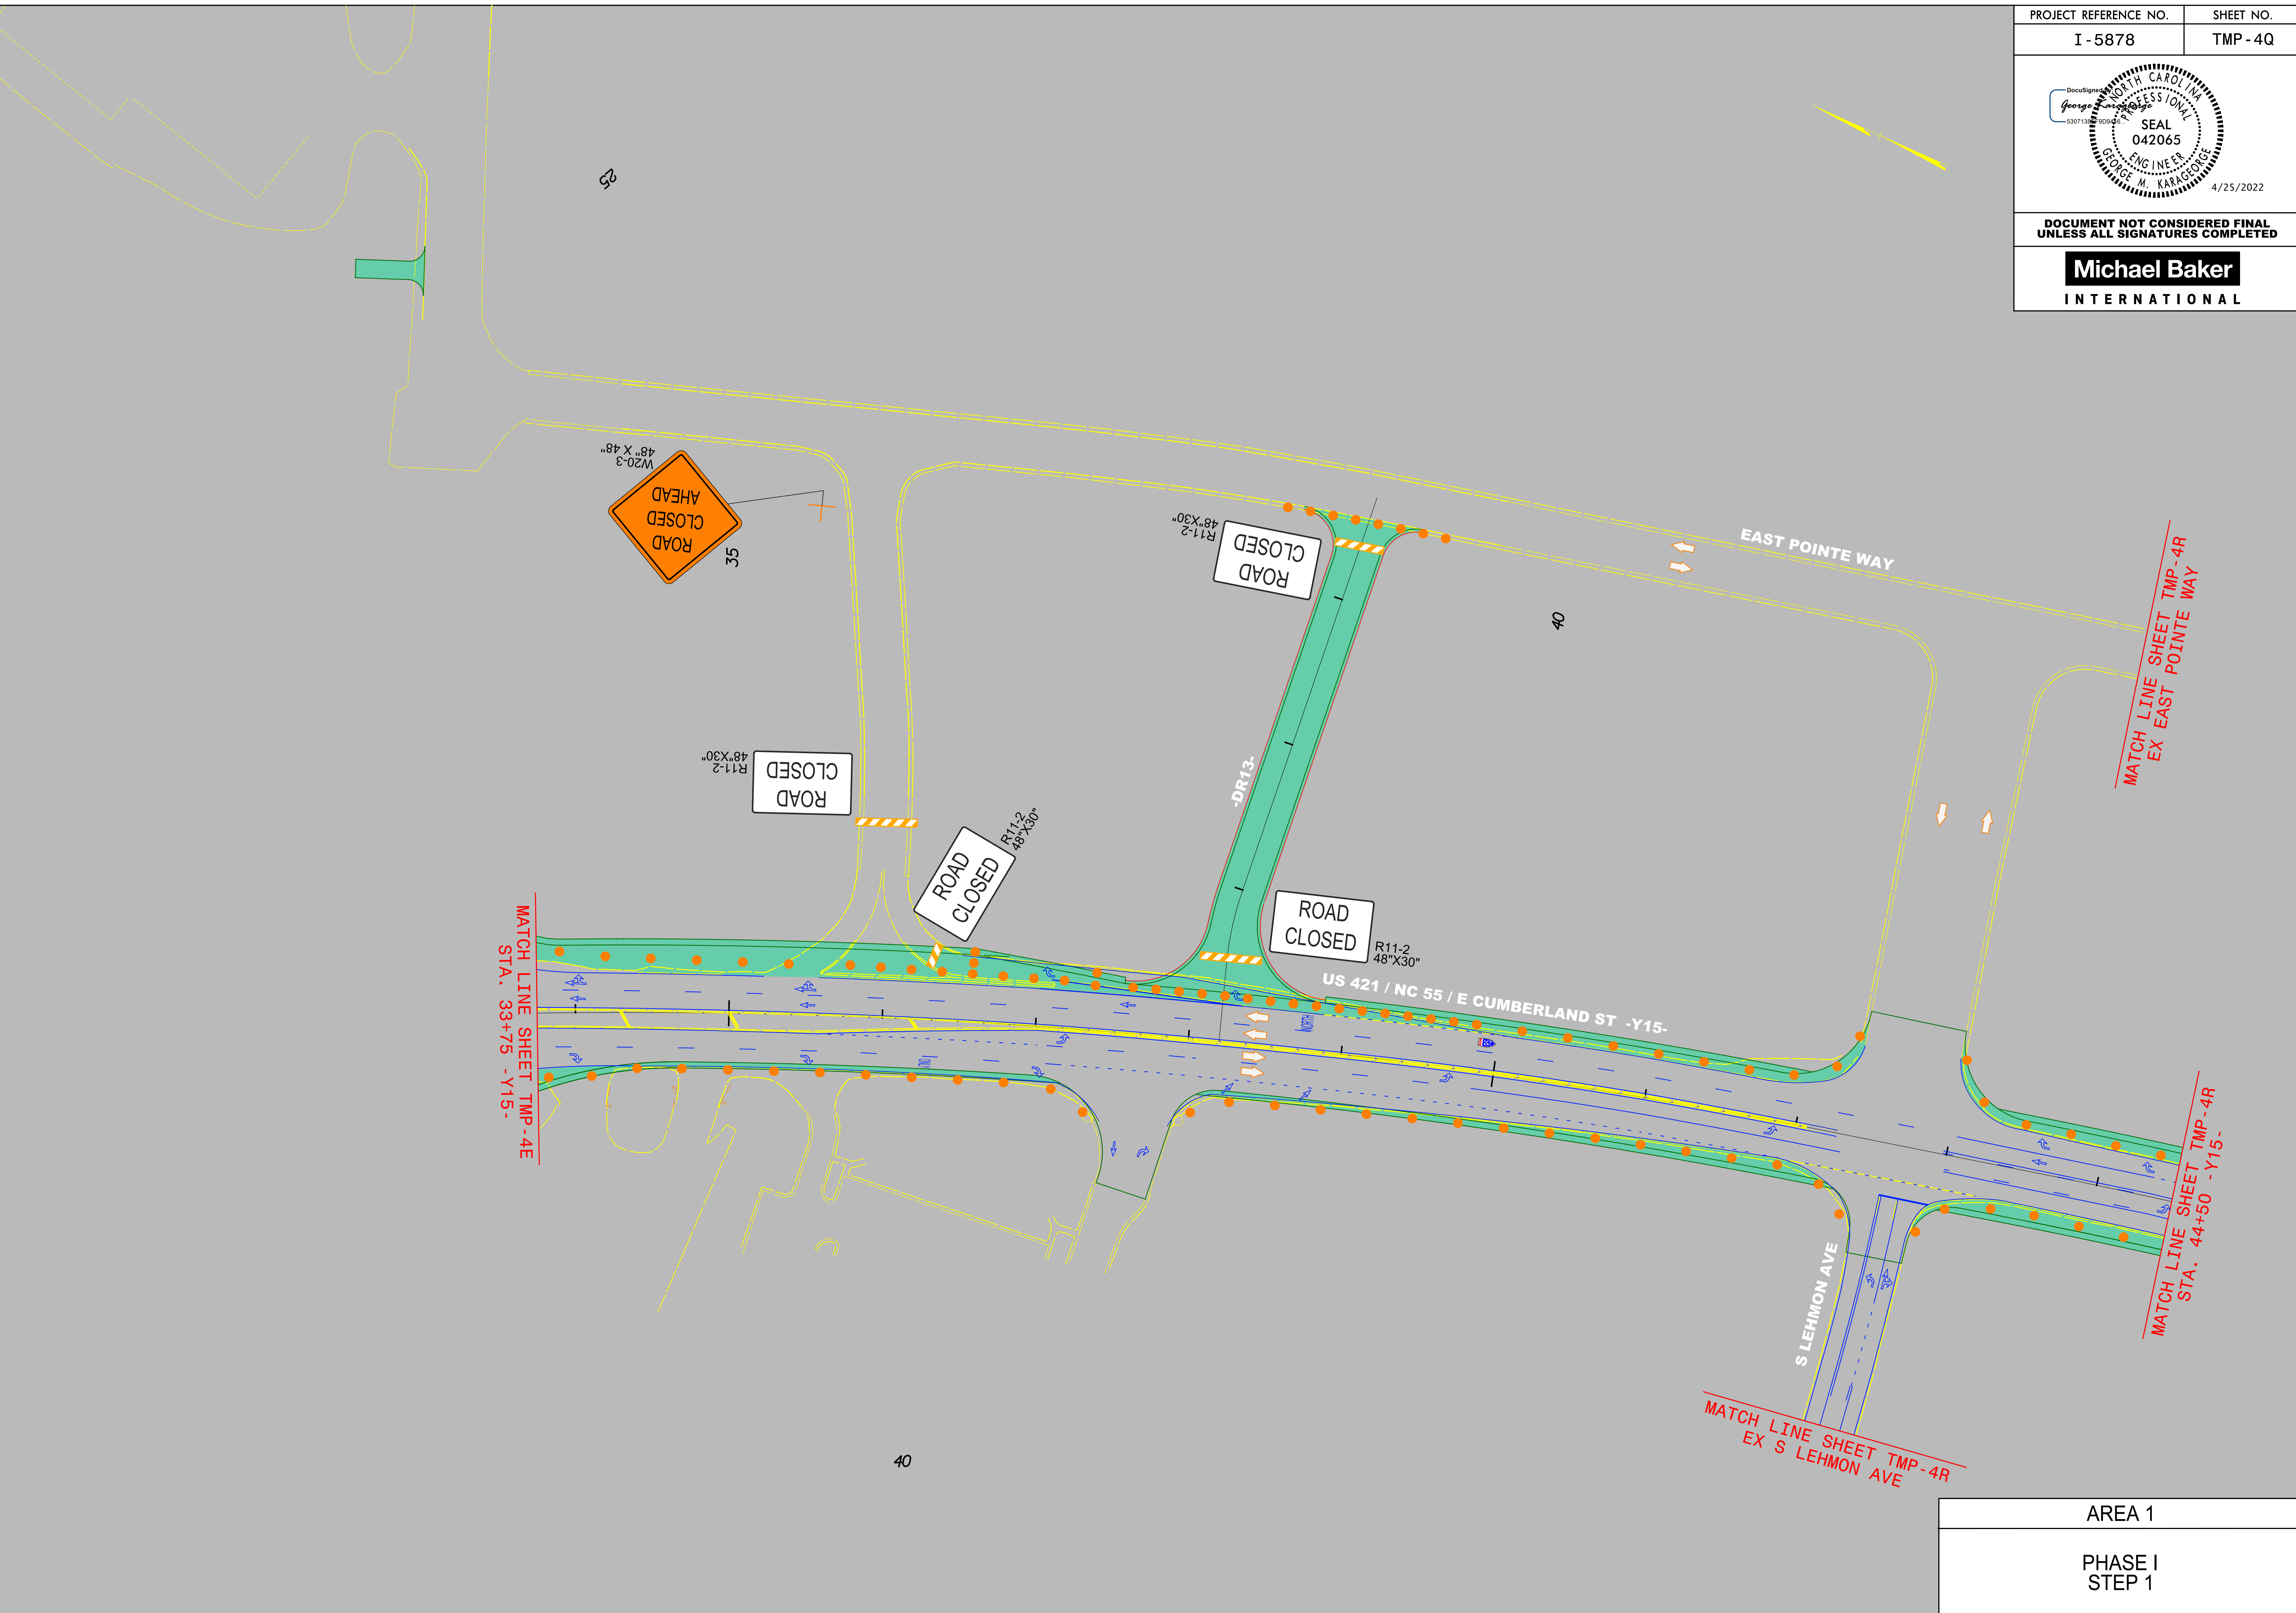 PROJECT REFERENCE NO.
SHEET NO.
I-5878
TMP-4Q
DocuSigned
George Karageorge
NORTH CAROLINA
PROFESSIONAL
SEAL
042065
ENGINEER
GEORGE M. KARAGEORGE
4/25/2022
DOCUMENT NOT CONSIDERED FINAL
UNLESS ALL SIGNATURES COMPLETED
Michael Baker
INTERNATIONAL
25
W20-3
48" X 48"
ROAD
CLOSED
AHEAD
35
R11-2
48"X30"
ROAD
CLOSED
EAST POINTE WAY
MATCH LINE SHEET TMP-4R
EX EAST POINTE WAY
40
-DR13-
R11-2
48"X30"
ROAD
CLOSED
ROAD
CLOSED
R11-2
48"X30"
ROAD
CLOSED
R11-2
48"X30"
MATCH LINE SHEET TMP-4E
STA. 33+75 -Y15-
US 421 / NC 55 / E CUMBERLAND ST -Y15-
NORTH
MATCH LINE SHEET TMP-4R
STA. 44+50 -Y15-
S LEHMON AVE
MATCH LINE SHEET TMP-4R
EX S LEHMON AVE
40
AREA 1
PHASE I
STEP 1